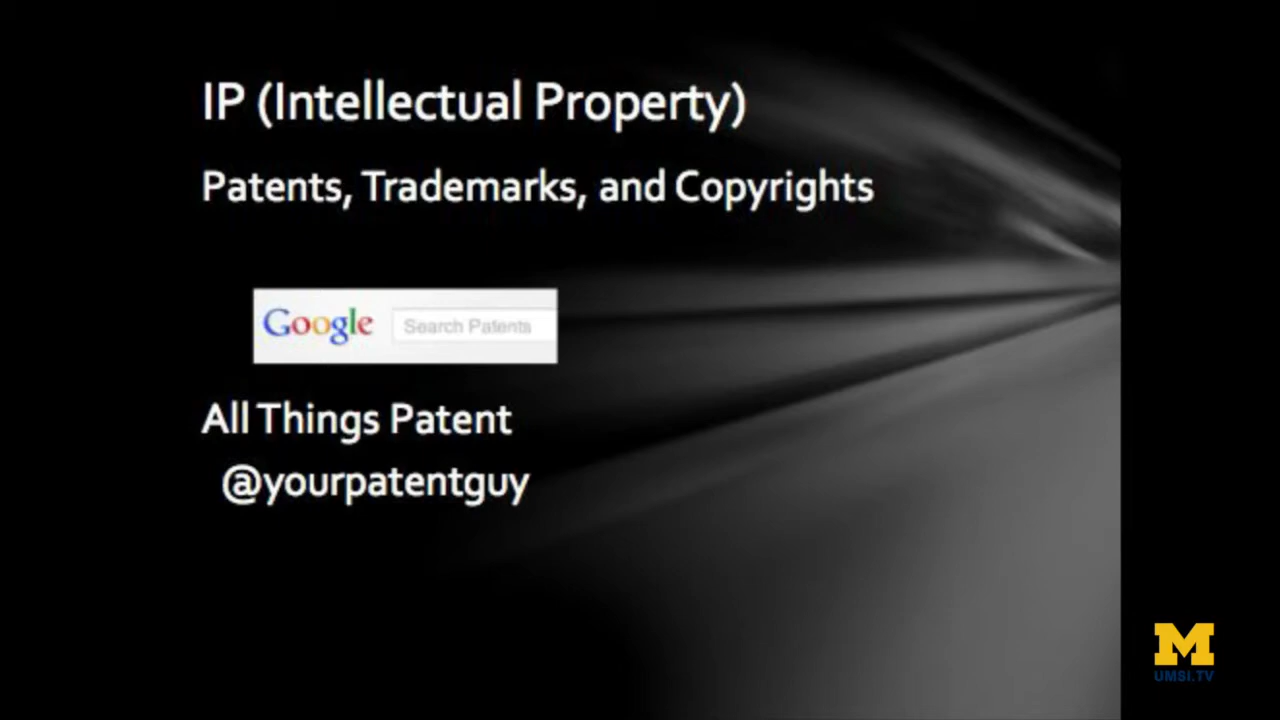 IP (Intellectual Property)
Patents, Trademarks, and Copyrights
Google Search Patents
All Things Patent
@yourpatentguy
M
UMSI.TV